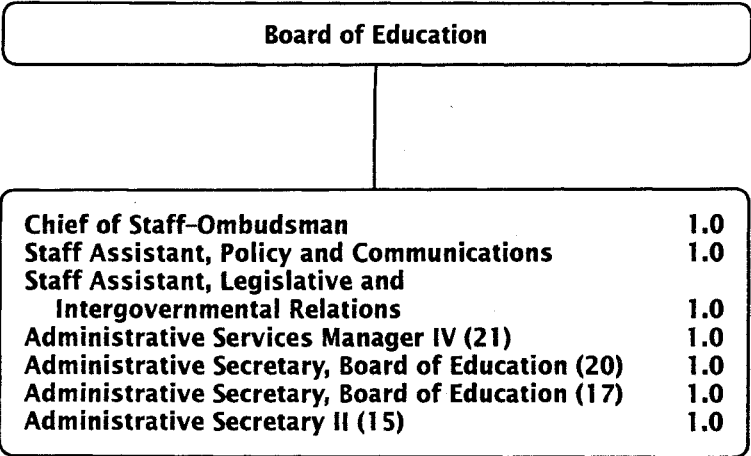 Board of Education
Chief of Staff–Ombudsman 1.0
Staff Assistant, Policy and Communications 1.0
Staff Assistant, Legislative and
Intergovernmental Relations 1.0
Administrative Services Manager IV (21) 1.0
Administrative Secretary, Board of Education (20) 1.0
Administrative Secretary, Board of Education (17) 1.0
Administrative Secretary II (15) 1.0